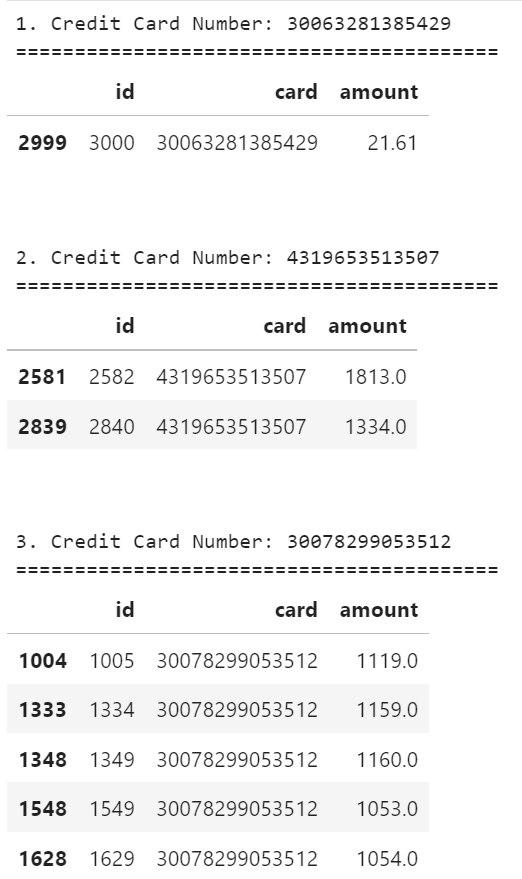 1. Credit Card Number: 30063281385429
=========================================
id card amount
2999 3000 30063281385429 21.61
2. Credit Card Number: 4319653513507
=========================================
id card amount
2581 2582 4319653513507 1813.0
2839 2840 4319653513507 1334.0
3. Credit Card Number: 30078299053512
=========================================
id card amount
1004 1005 30078299053512 1119.0
1333 1334 30078299053512 1159.0
1348 1349 30078299053512 1160.0
1548 1549 30078299053512 1053.0
1628 1629 30078299053512 1054.0